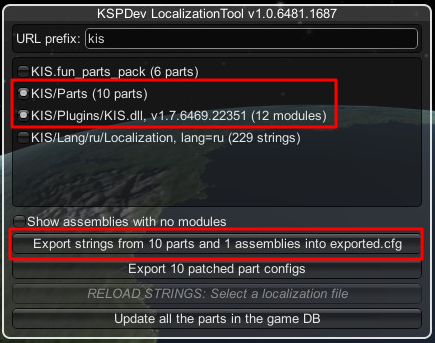 KSPDev LocalizationTool v1.0.6481.1687
URL prefix: kis
KIS.fun_parts_pack (6 parts)
KIS/Parts (10 parts)
KIS/Plugins/KIS.dll, v1.7.6469.22351 (12 modules)
KIS/Lang/ru/Localization, lang=ru (229 strings)
Show assemblies with no modules
Export strings from 10 parts and 1 assemblies into exported.cfg
Export 10 patched part configs
RELOAD STRINGS: Select a localization file
Update all the parts in the game DB